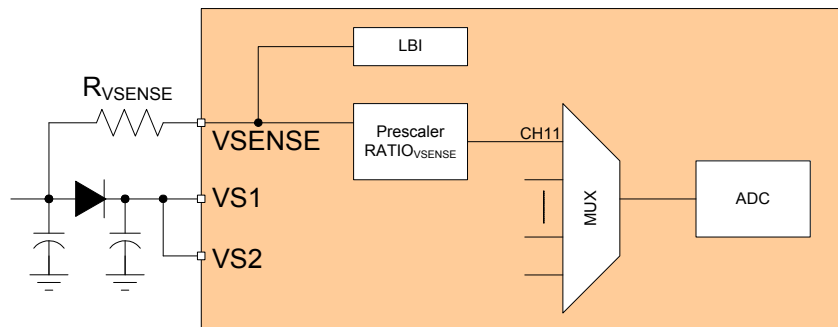 LBI
RVSENSE
VSENSE
Prescaler
RATIOVSENSE
CH11
MUX
ADC
VS1
VS2